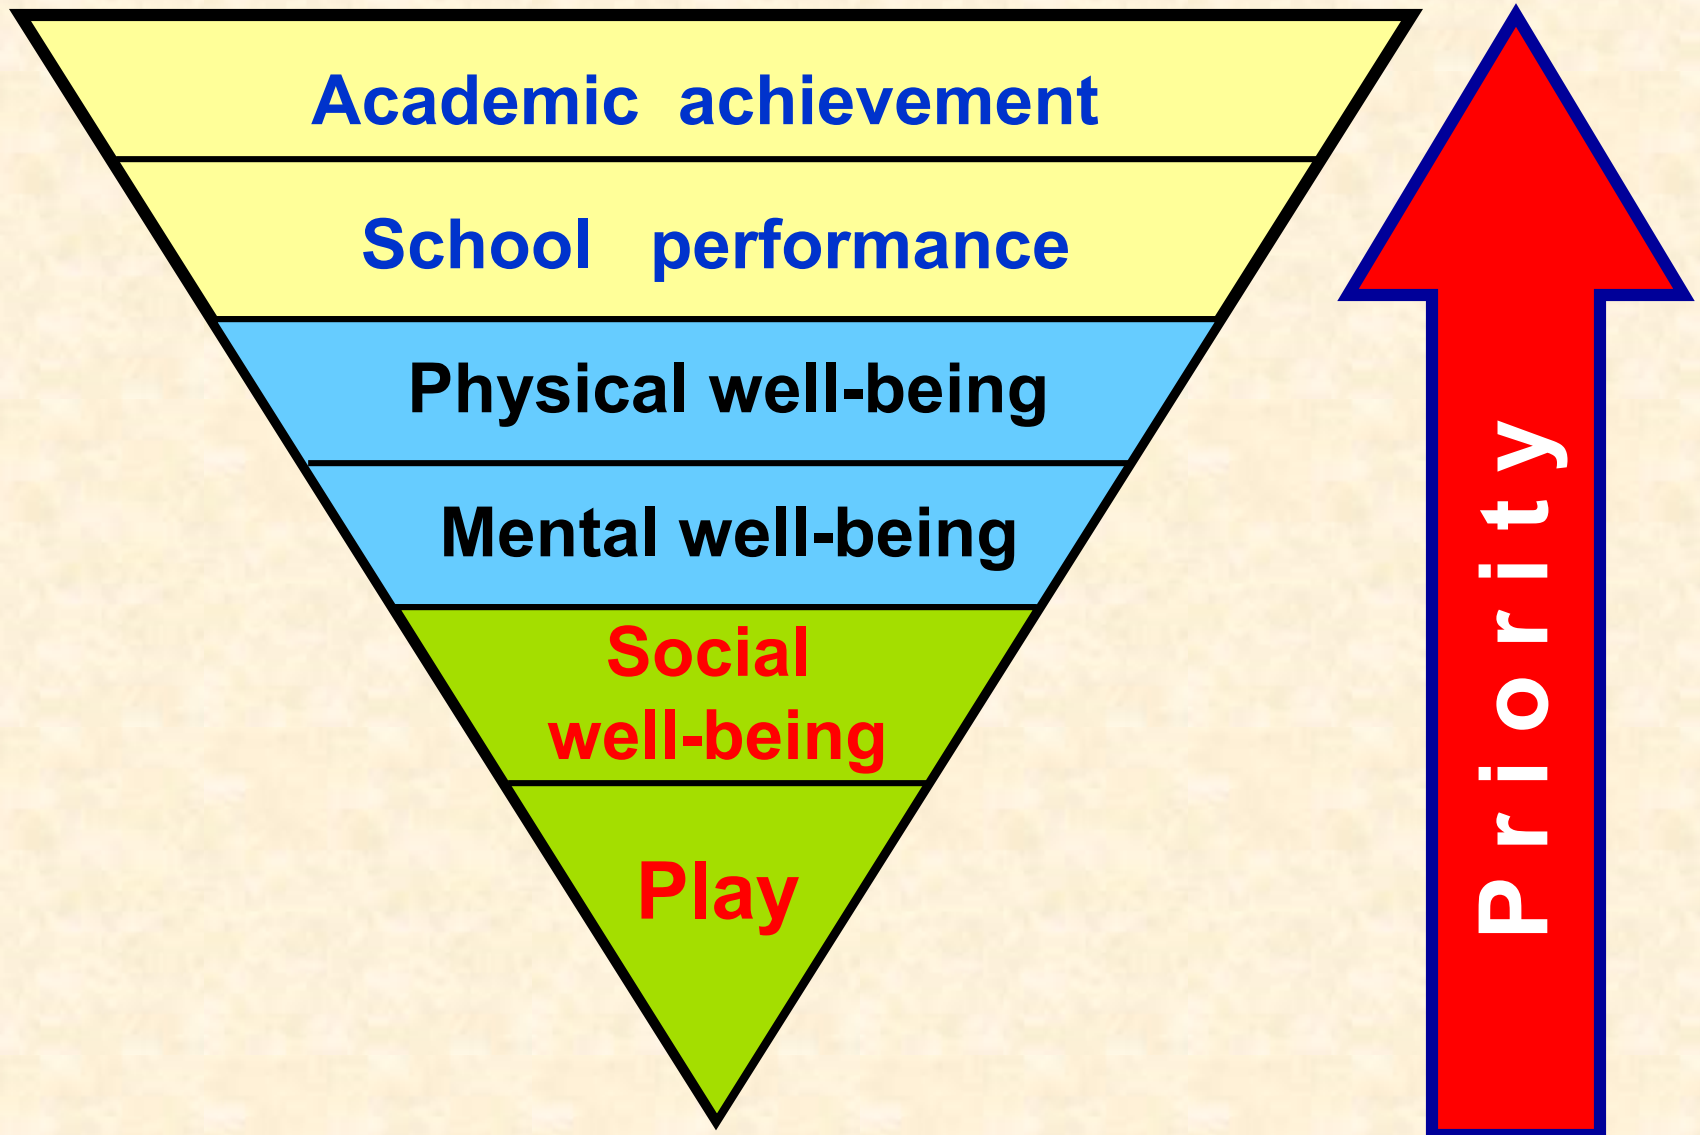 Academic achievement
School performance
Physical well-being
Mental well-being
Social
well-being
Play
Priority